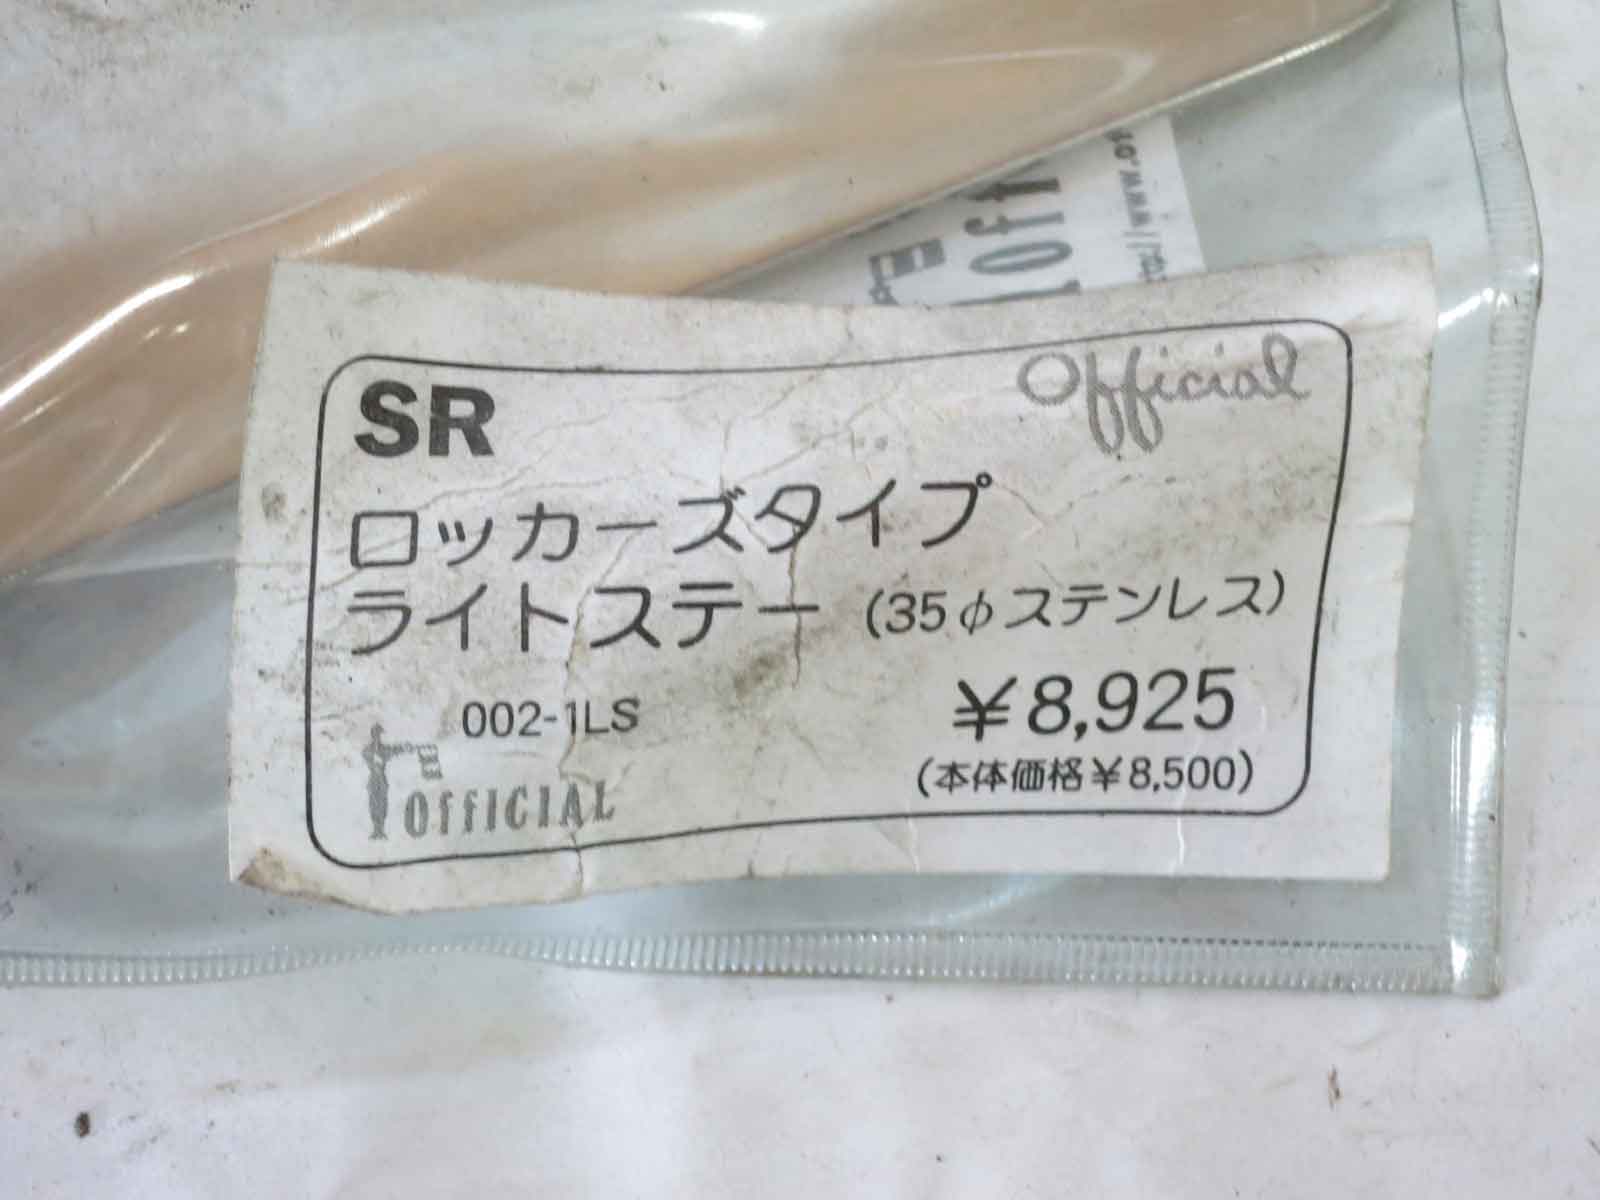 SR
Official
ロッカーズタイプ
ライトステー (35φステンレス)
002-1LS
¥8,925
(本体価格¥8,500)
OffICIAL